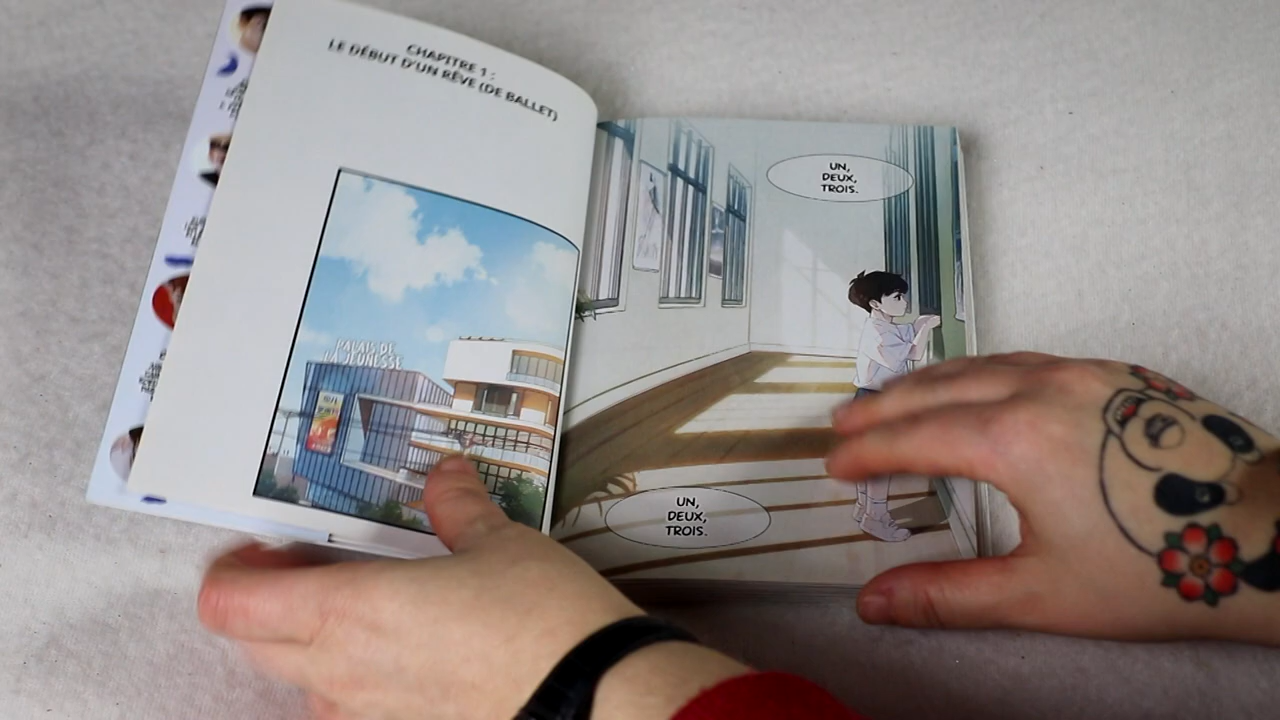 CHAPITRE 1 :
LE DÉBUT D'UN RÊVE (DE BALLET)
PALAIS DE
LA JEUNESSE
UN,
DEUX,
TROIS.
UN,
DEUX,
TROIS.